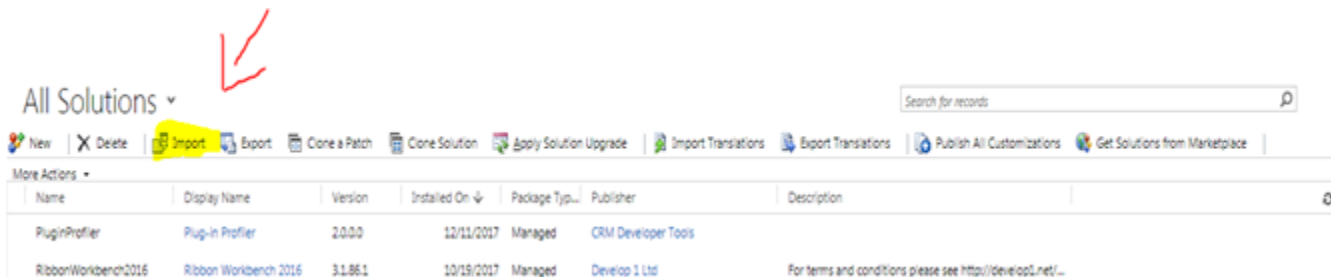 All Solutions
Search for records
New Delete Import Export Clone a Patch Clone Solution Apply Solution Upgrade Import Translations Export Translations Publish All Customizations Get Solutions from Marketplace
More Actions
Name Display Name Version Installed On Package Typ... Publisher Description
PluginProfiler Plug-in Profiler 2.0.0.0 12/11/2017 Managed CRM Developer Tools
RibbonWorkbench2016 Ribbon Workbench 2016 3.1.86.1 10/19/2017 Managed Develop 1 Ltd For terms and conditions please see http://develop1.net/...